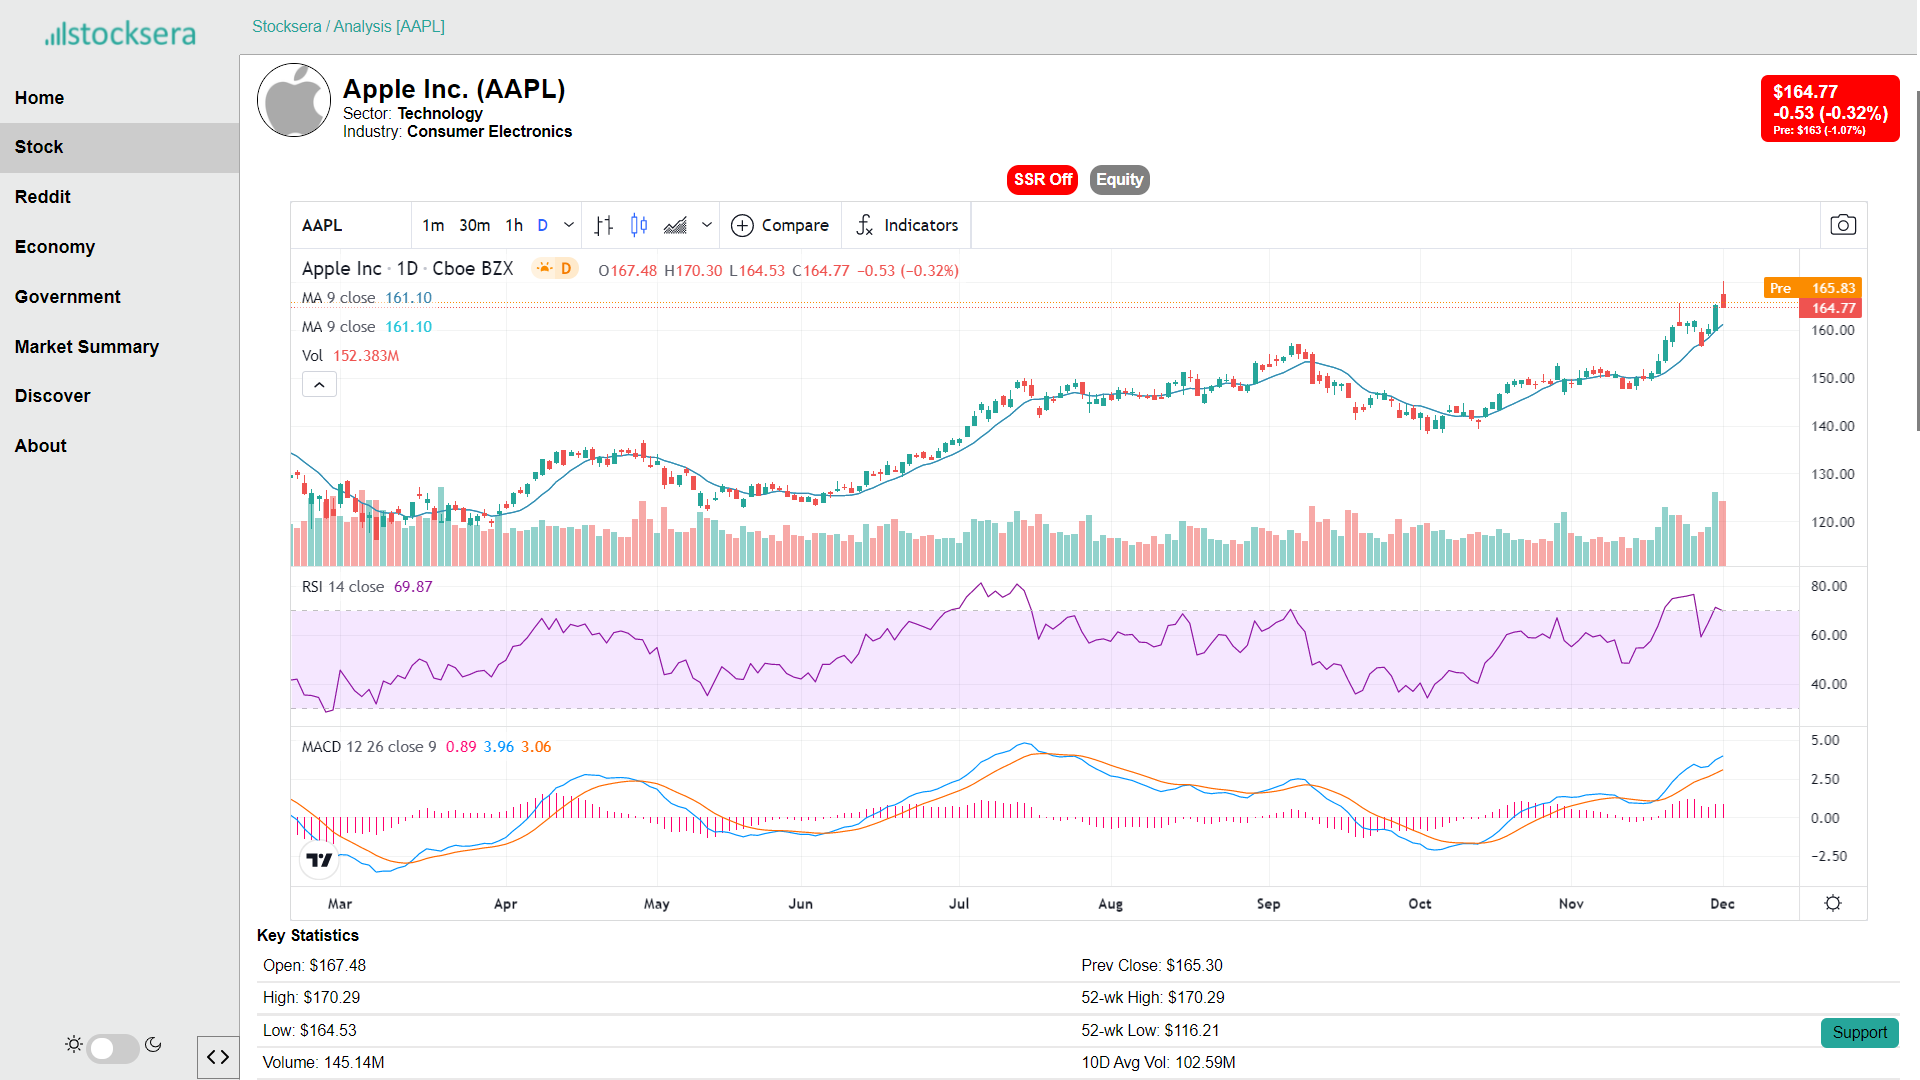 stocksera
Stocksera / Analysis [AAPL]
Home
Stock
Reddit
Economy
Government
Market Summary
Discover
About
Apple Inc. (AAPL)
Sector: Technology
Industry: Consumer Electronics
$164.77
-0.53 (-0.32%)
Pre: $163 (-1.07%)
SSR Off Equity
AAPL 1m 30m 1h D Compare Indicators
Apple Inc · 1D · Cboe BZX D O167.48 H170.30 L164.53 C164.77 −0.53 (−0.32%)
MA 9 close 161.10
MA 9 close 161.10
Vol 152.383M
Pre 165.83
164.77
160.00
150.00
140.00
130.00
120.00
RSI 14 close 69.87
80.00
60.00
40.00
MACD 12 26 close 9 0.89 3.96 3.06
5.00
2.50
0.00
−2.50
Mar Apr May Jun Jul Aug Sep Oct Nov Dec
Key Statistics
Open: $167.48 Prev Close: $165.30
High: $170.29 52-wk High: $170.29
Low: $164.53 52-wk Low: $116.21
Volume: 145.14M 10D Avg Vol: 102.59M
Support